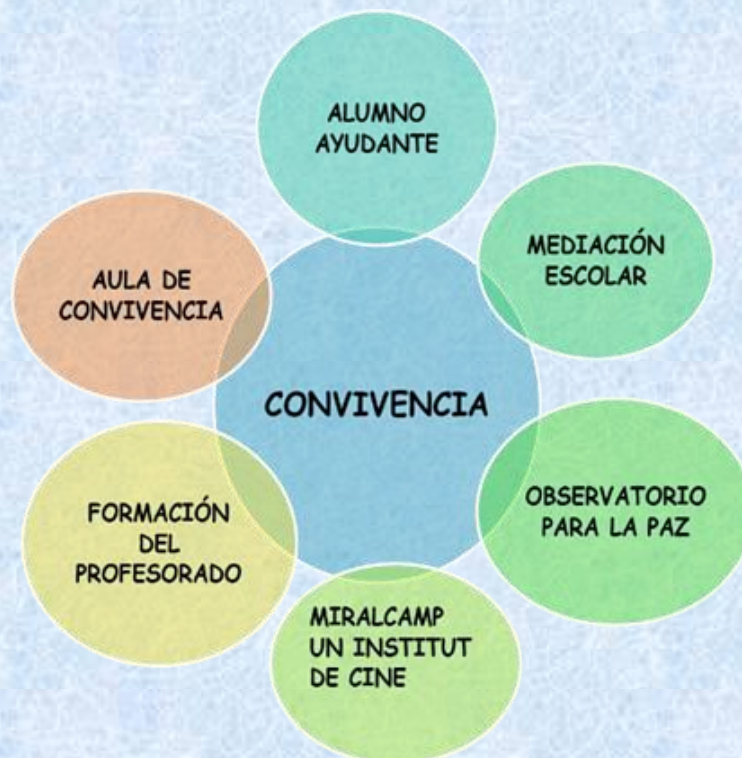 ALUMNO
AYUDANTE
MEDIACIÓN
ESCOLAR
AULA DE
CONVIVENCIA
CONVIVENCIA
OBSERVATORIO
PARA LA PAZ
FORMACIÓN
DEL
PROFESORADO
MIRALCAMP
UN INSTITUT
DE CINE